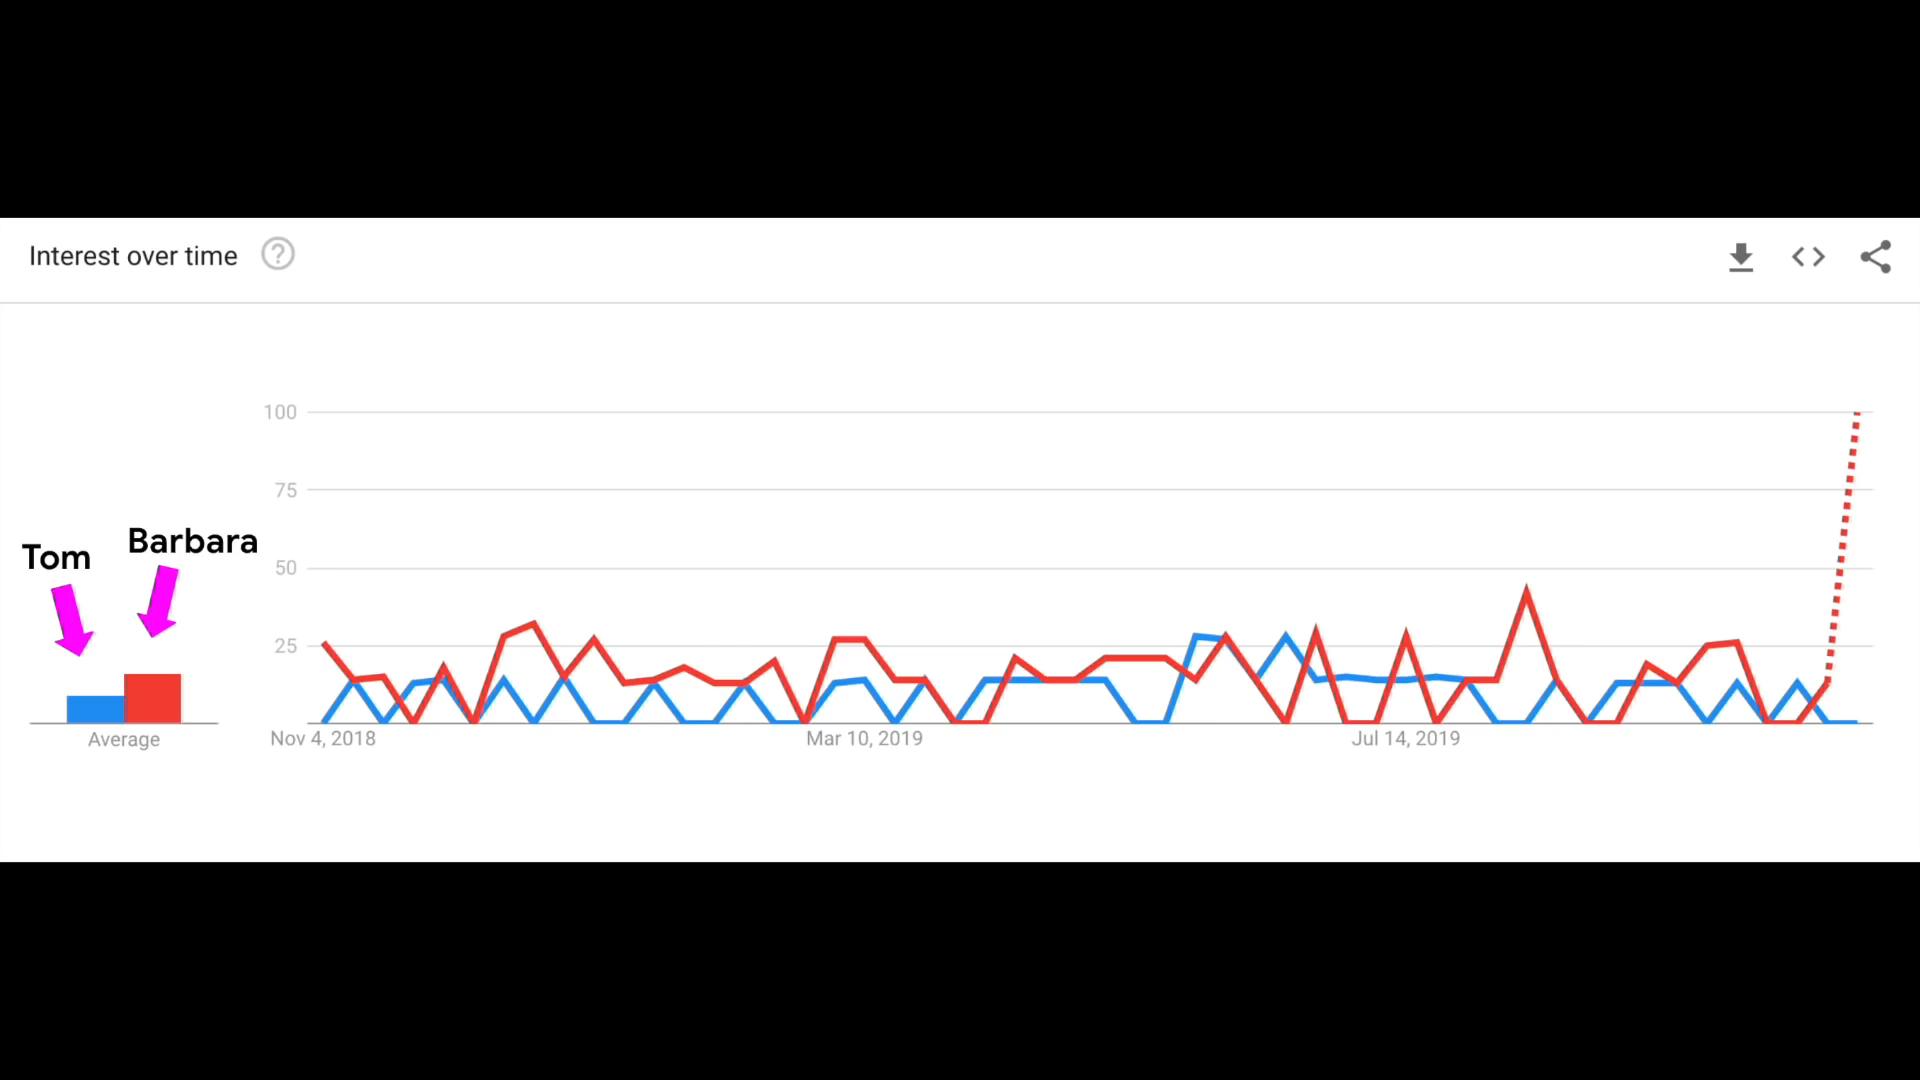 Interest over time ?
100
75
Tom
Barbara
50
25
Average
Nov 4, 2018
Mar 10, 2019
Jul 14, 2019